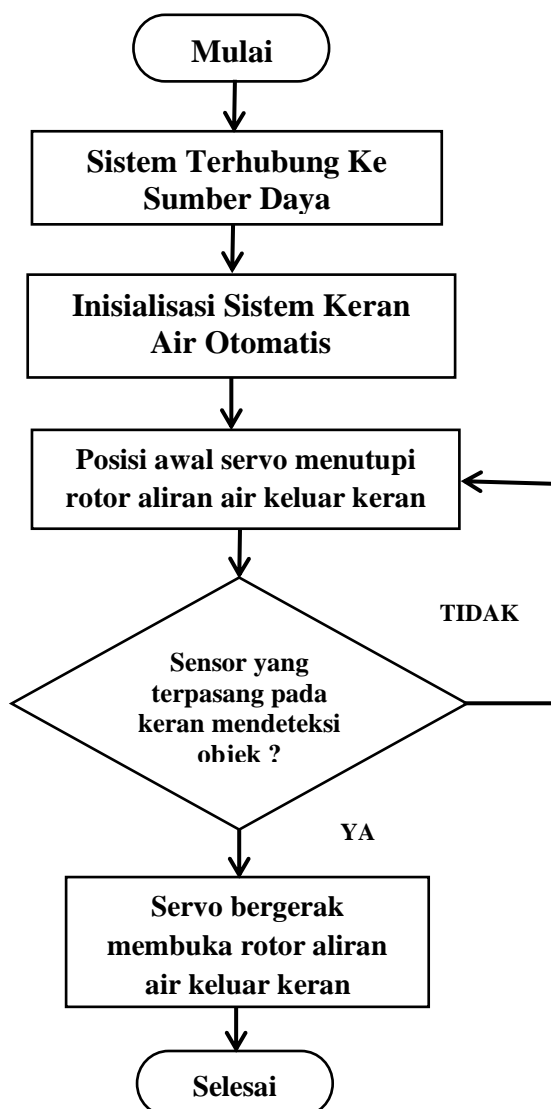 Mulai
Sistem Terhubung Ke
Sumber Daya
Inisialisasi Sistem Keran
Air Otomatis
Posisi awal servo menutupi
rotor aliran air keluar keran
TIDAK
Sensor yang
terpasang pada
keran mendeteksi
objek ?
YA
Servo bergerak
membuka rotor aliran
air keluar keran
Selesai